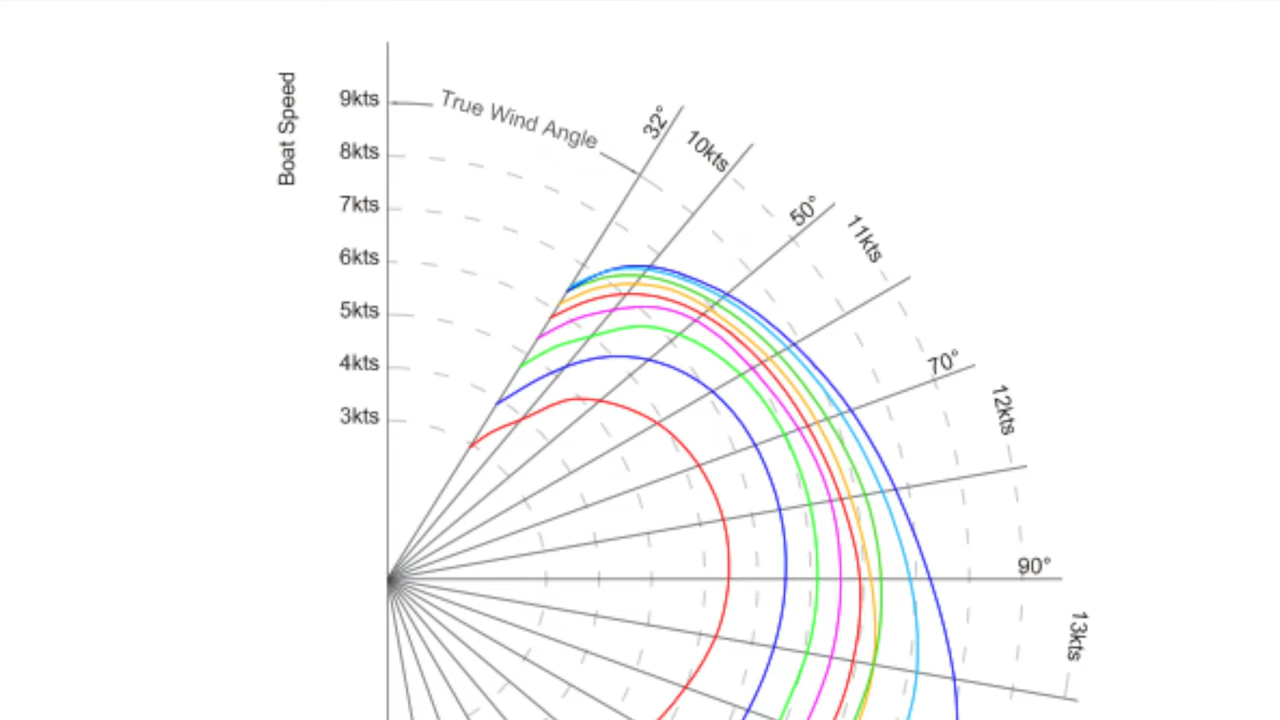 Boat Speed
9kts
8kts
7kts
6kts
5kts
4kts
3kts
True Wind Angle
32°
10kts
50°
11kts
70°
12kts
90°
13kts